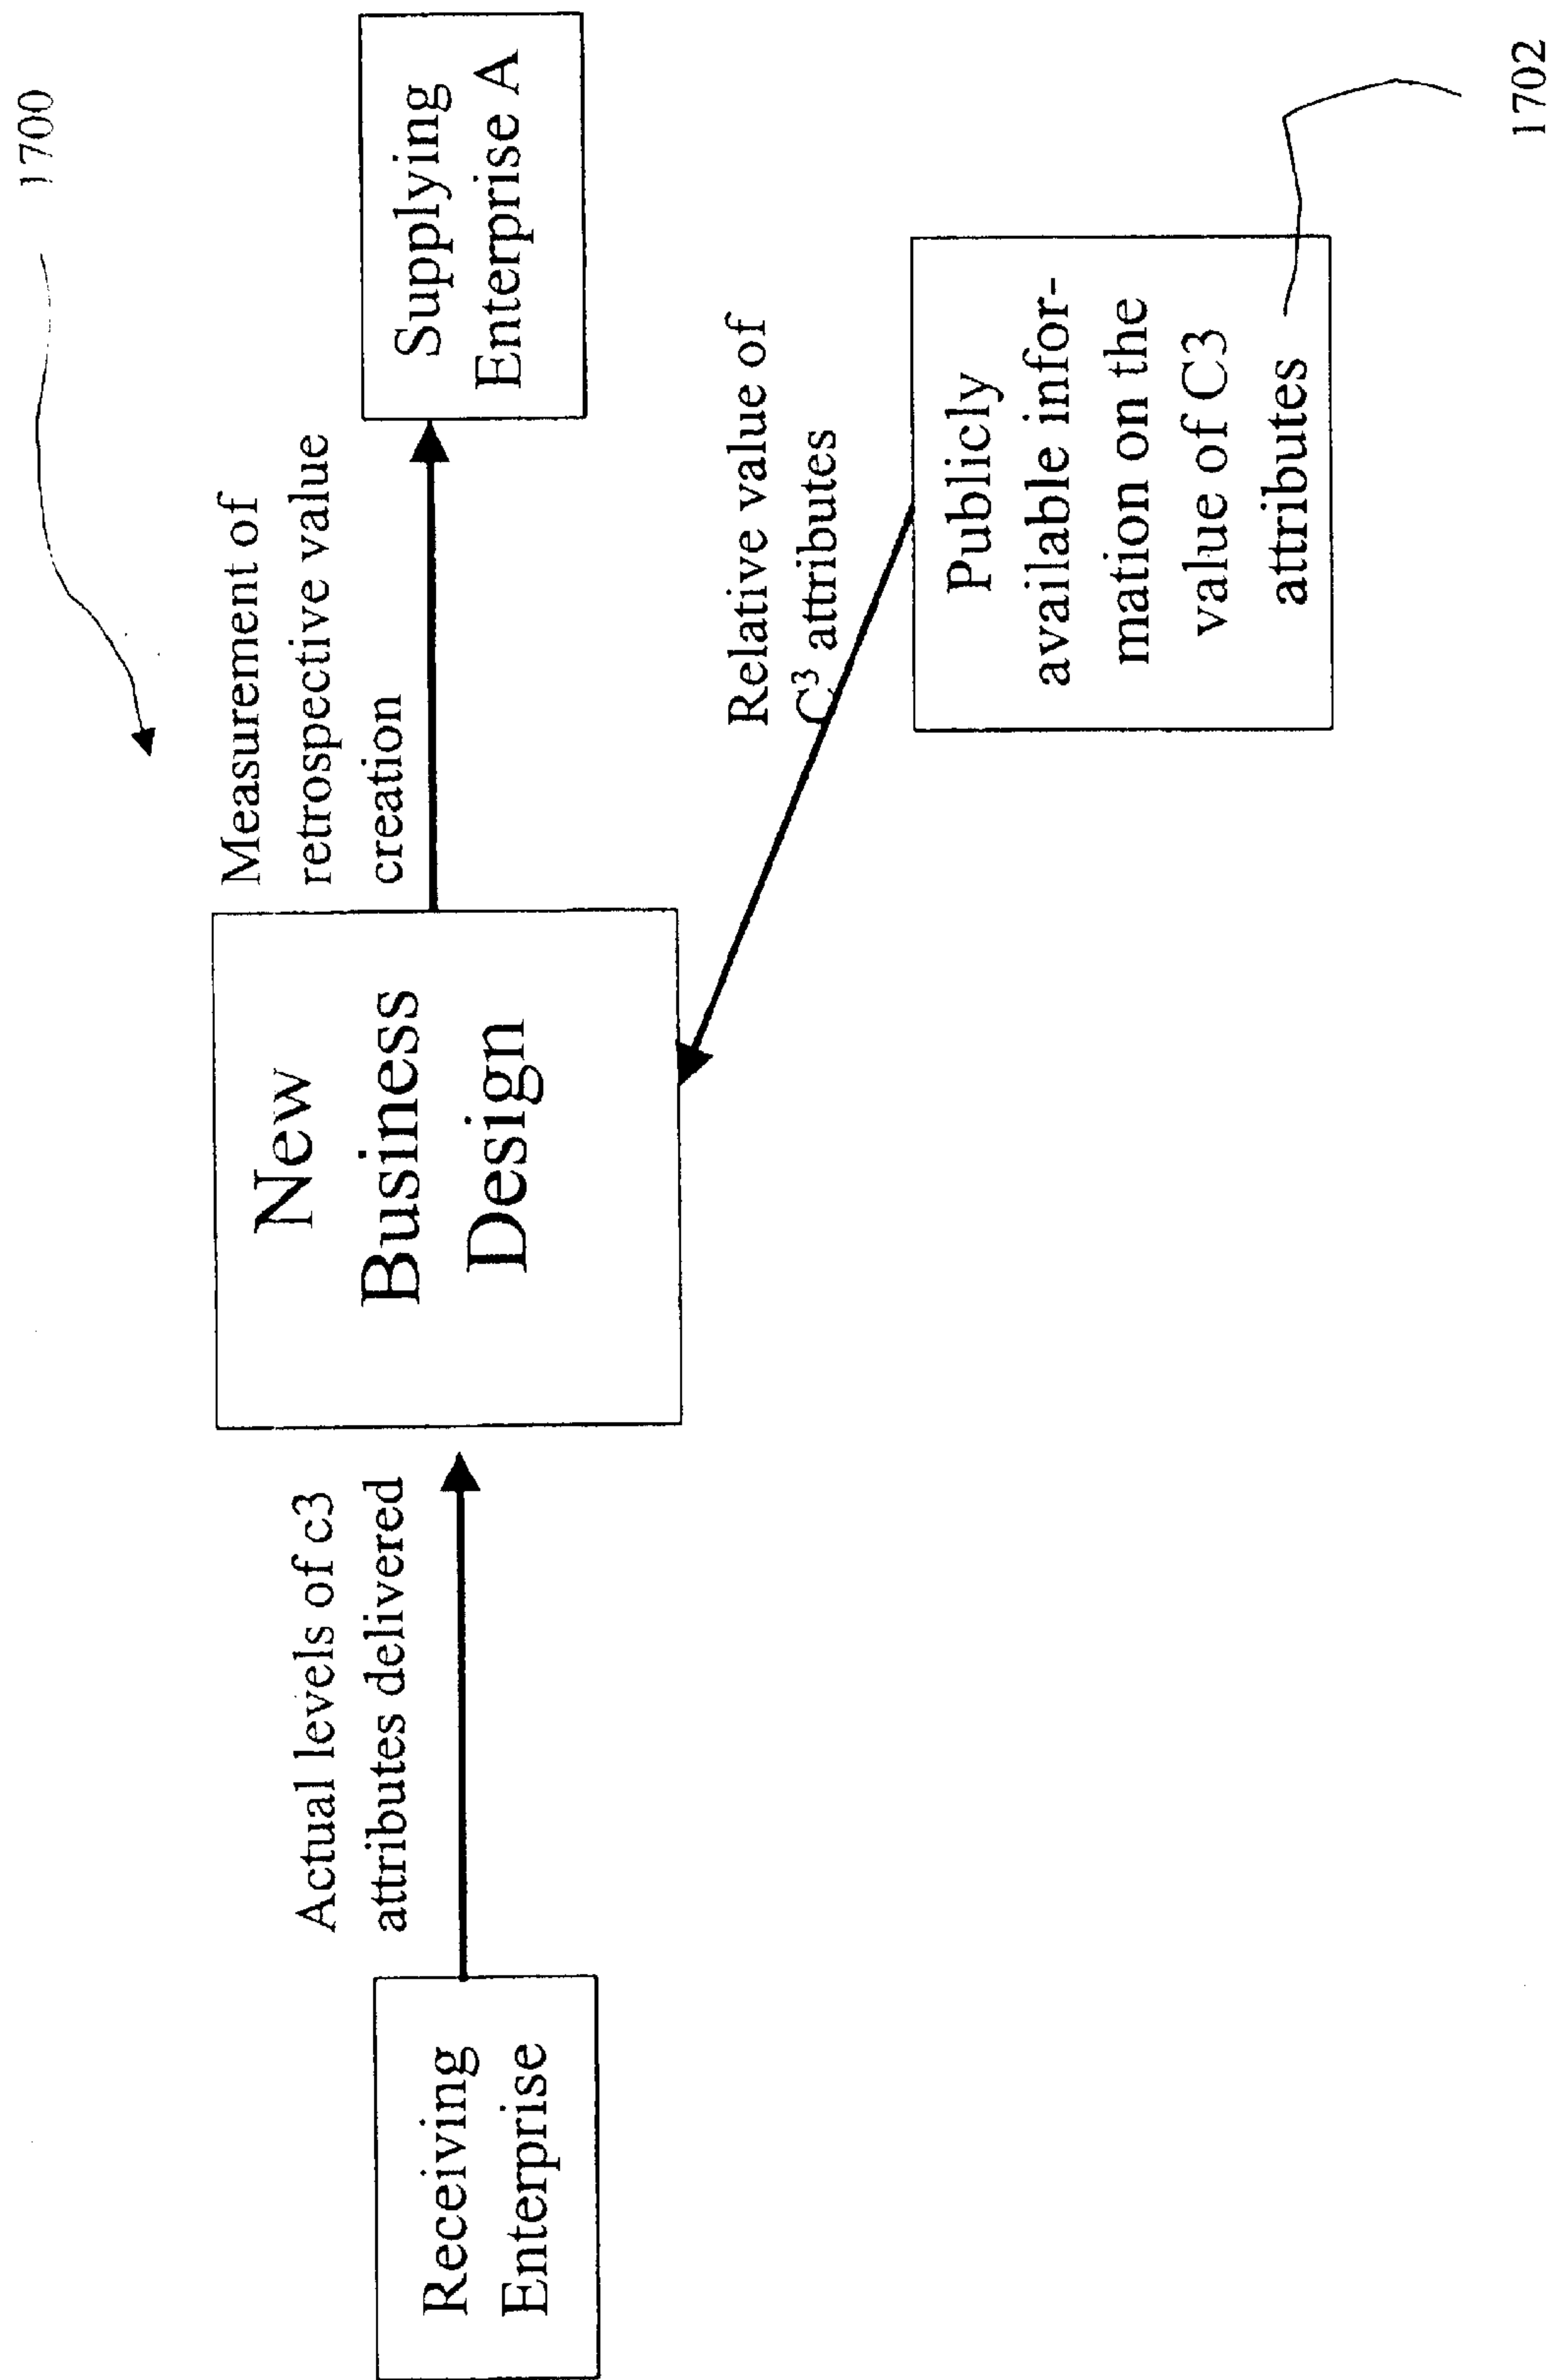 1700
Measurement of
retrospective value
creation
Actual levels of c3
attributes delivered
Receiving
Enterprise
New
Business
Design
Supplying
Enterprise A
Relative value of
C³ attributes
Publicly
available infor-
mation on the
value of C3
attributes
1702